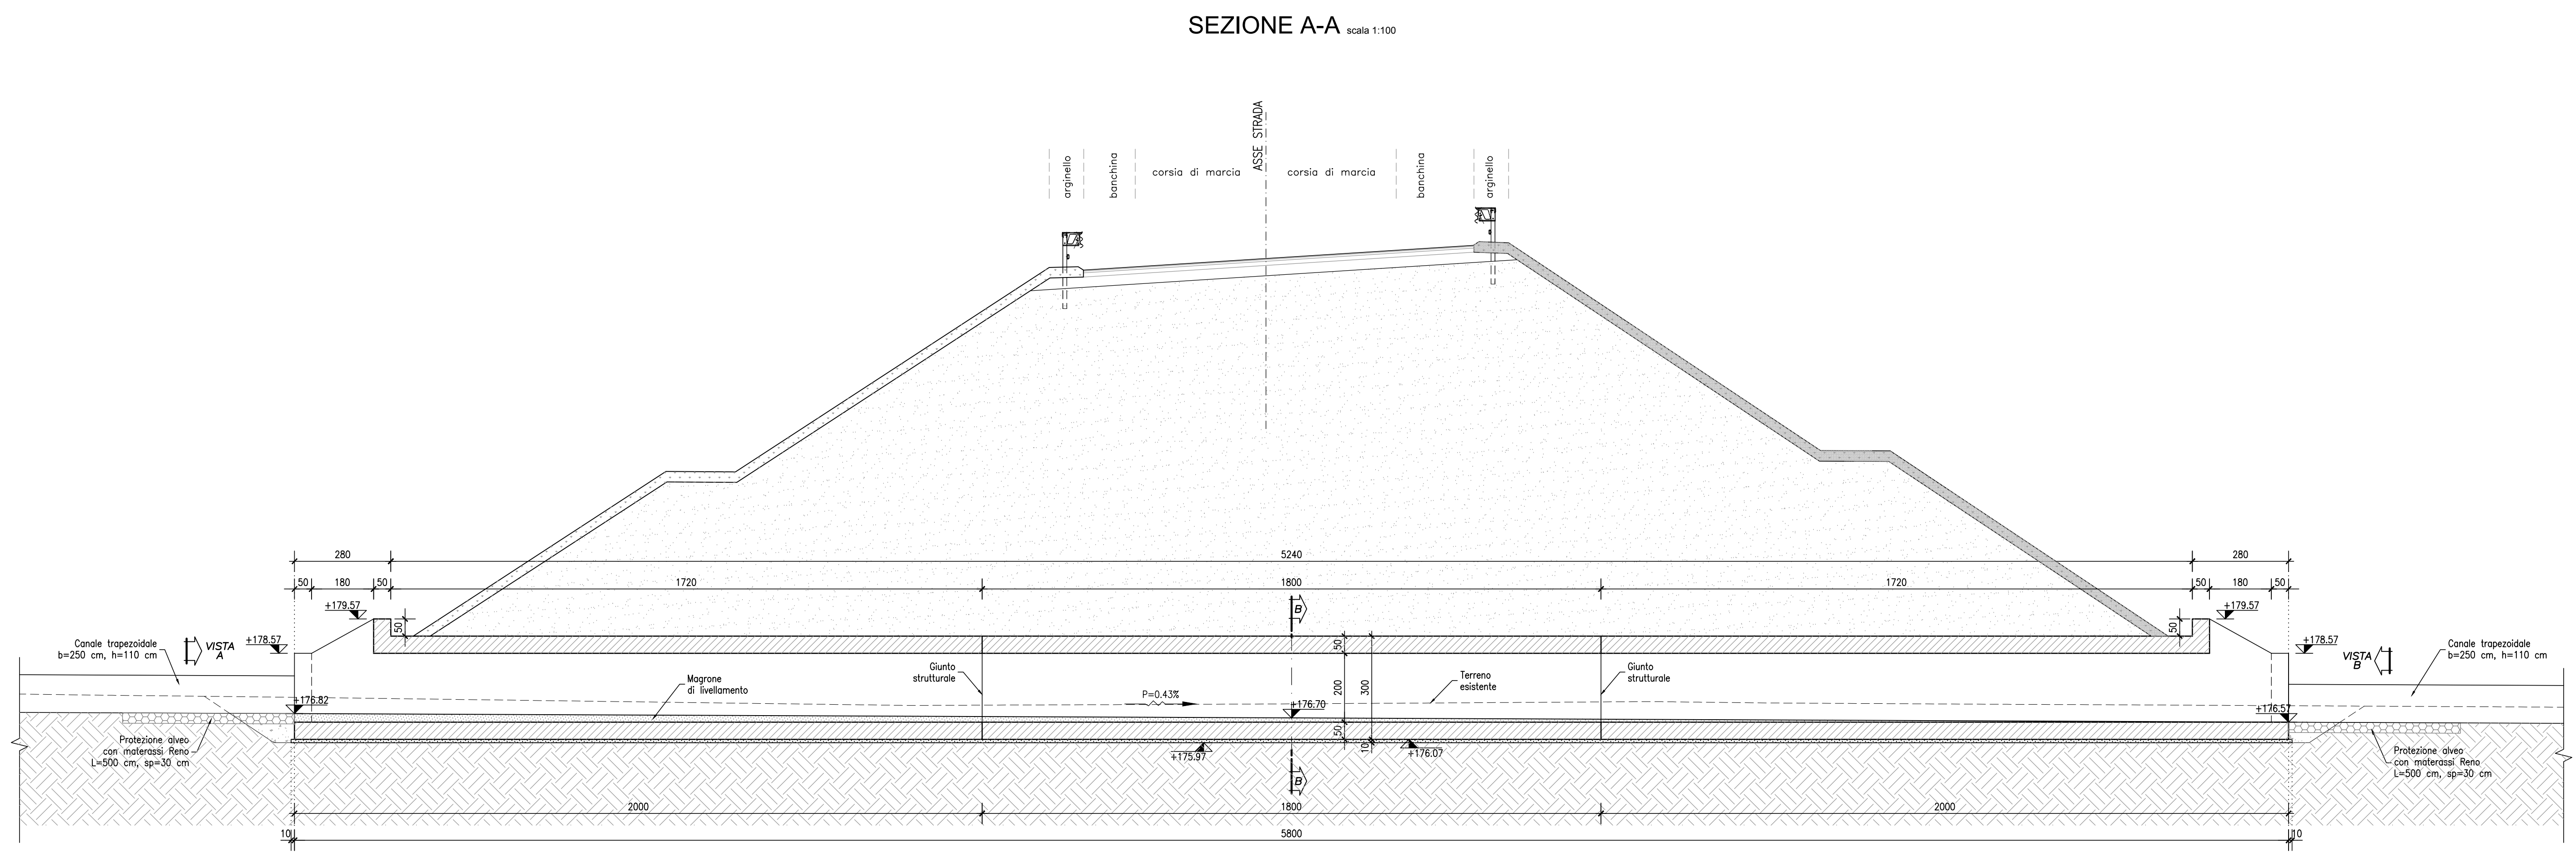 SEZIONE A-A scala 1:100
ASSE STRADA
arginello
banchina
corsia di marcia
corsia di marcia
banchina
arginello
280
5240
280
50
180
50
1720
1800
1720
50
180
50
+179.57
50
B
50
+179.57
50
+178.57
+178.57
Canale trapezoidale
b=250 cm, h=110 cm
VISTA
A
VISTA
B
Canale trapezoidale
b=250 cm, h=110 cm
Giunto
strutturale
Giunto
strutturale
Magrone
di livellamento
Terreno
esistente
P=0.43%
200
300
+176.82
+176.70
+176.57
50
10
Protezione alveo
con materassi Reno
L=500 cm, sp=30 cm
+175.97
+176.07
Protezione alveo
con materassi Reno
L=500 cm, sp=30 cm
B
2000
1800
2000
10
5800
10